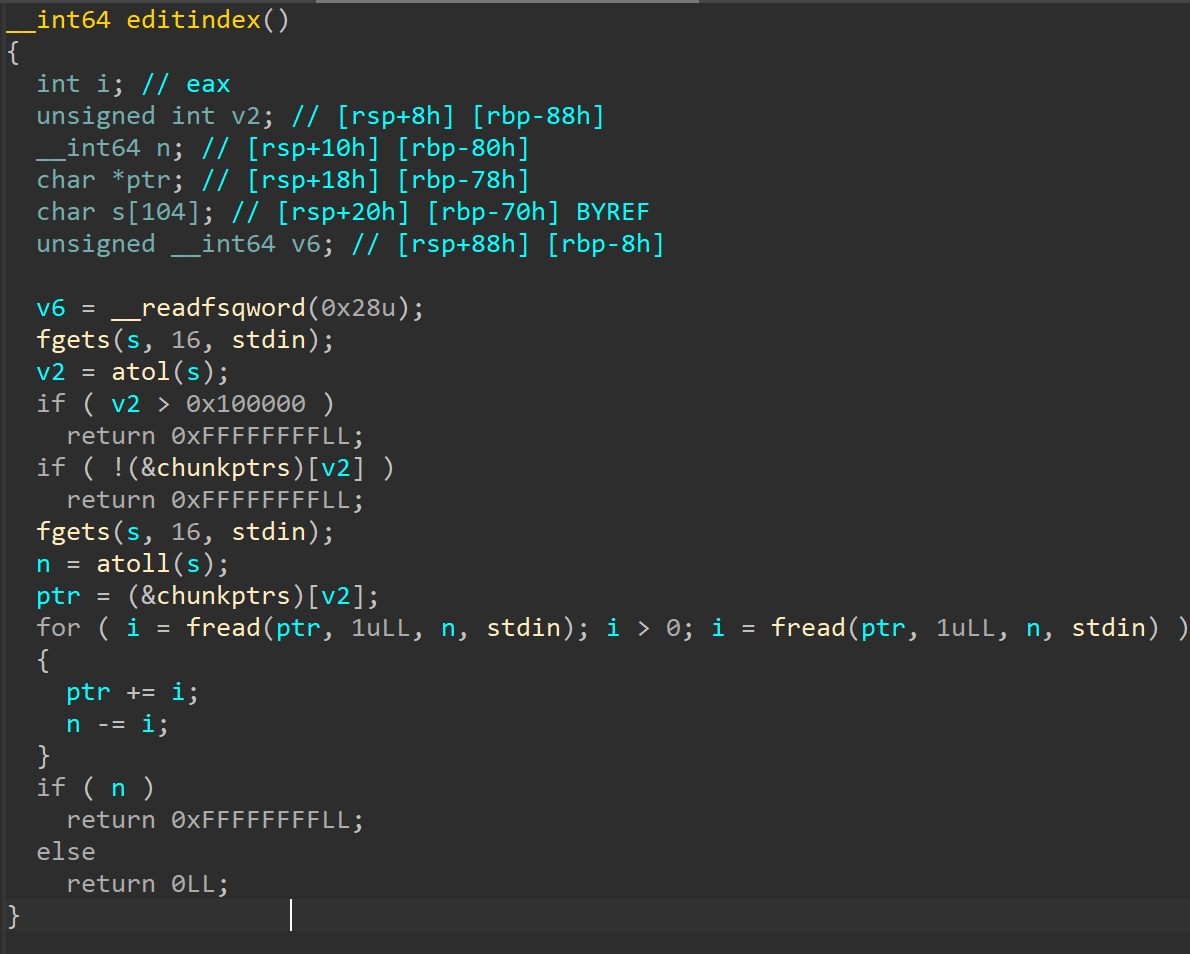 __int64 editindex()
{
  int i; // eax
  unsigned int v2; // [rsp+8h] [rbp-88h]
  __int64 n; // [rsp+10h] [rbp-80h]
  char *ptr; // [rsp+18h] [rbp-78h]
  char s[104]; // [rsp+20h] [rbp-70h] BYREF
  unsigned __int64 v6; // [rsp+88h] [rbp-8h]

  v6 = __readfsqword(0x28u);
  fgets(s, 16, stdin);
  v2 = atol(s);
  if ( v2 > 0x100000 )
    return 0xFFFFFFFFLL;
  if ( !(&chunkptrs)[v2] )
    return 0xFFFFFFFFLL;
  fgets(s, 16, stdin);
  n = atoll(s);
  ptr = (&chunkptrs)[v2];
  for ( i = fread(ptr, 1uLL, n, stdin); i > 0; i = fread(ptr, 1uLL, n, stdin) )
  {
    ptr += i;
    n -= i;
  }
  if ( n )
    return 0xFFFFFFFFLL;
  else
    return 0LL;
}